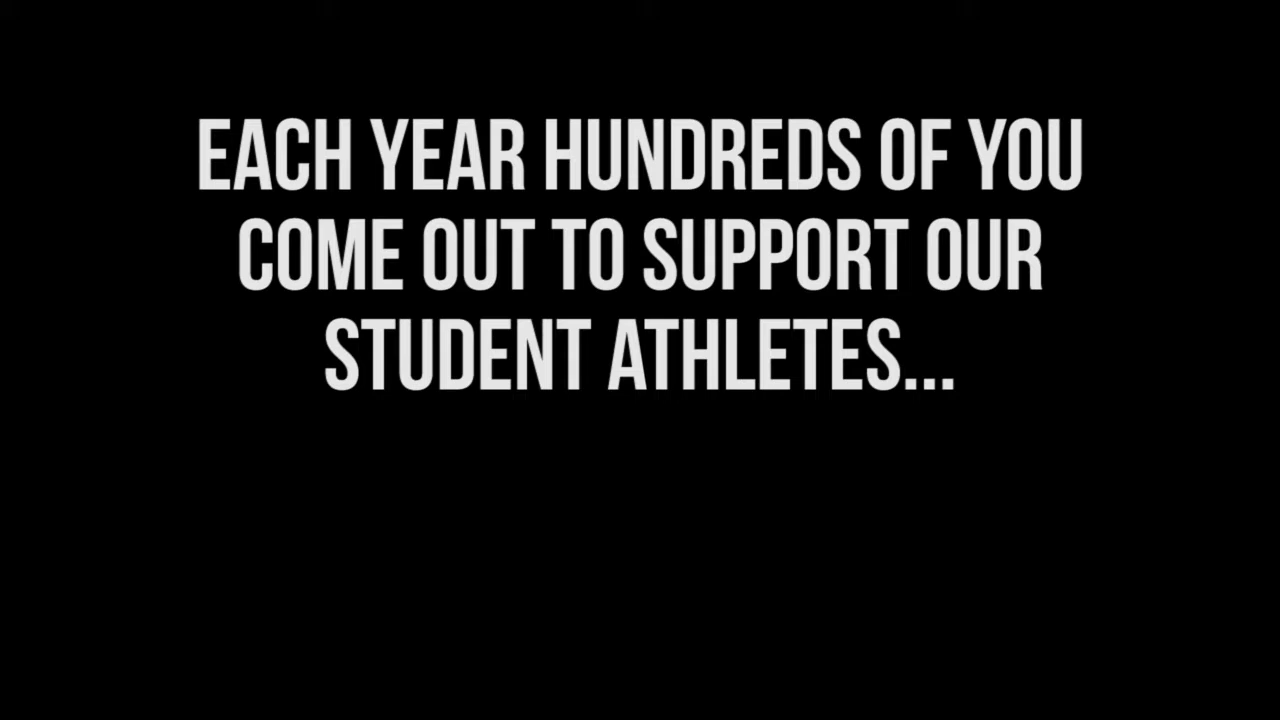 EACH YEAR HUNDREDS OF YOU
COME OUT TO SUPPORT OUR
STUDENT ATHLETES...